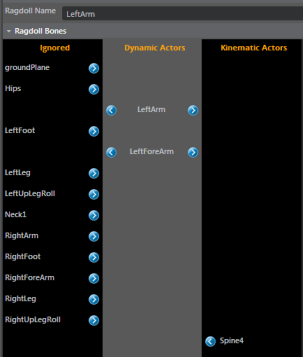 Ragdoll Name LeftArm
Ragdoll Bones
Ignored Dynamic Actors Kinematic Actors
groundPlane
Hips
LeftArm
LeftFoot
LeftForeArm
LeftLeg
LeftUpLegRoll
Neck1
RightArm
RightFoot
RightForeArm
RightLeg
RightUpLegRoll
Spine4